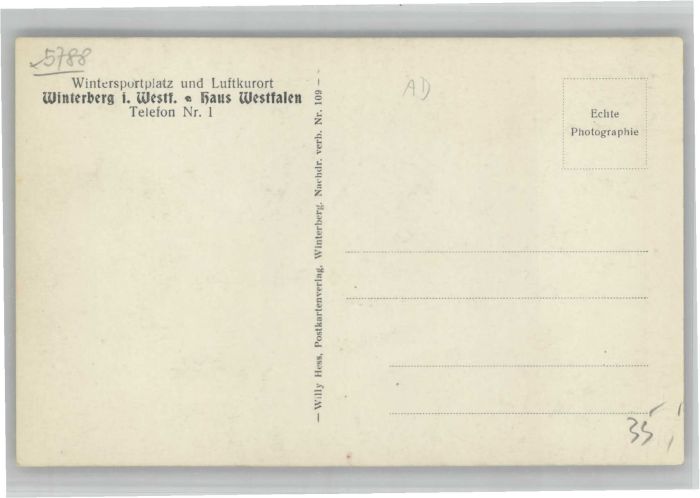 5788
Wintersportplatz und Luftkurort
Winterberg i. Westf. Haus Westfalen
Telefon Nr. 1
— Willy Hess, Postkartenverlag, Winterberg. Nachdr. verb. Nr. 109 —
AD
Echte
Photographie
35,